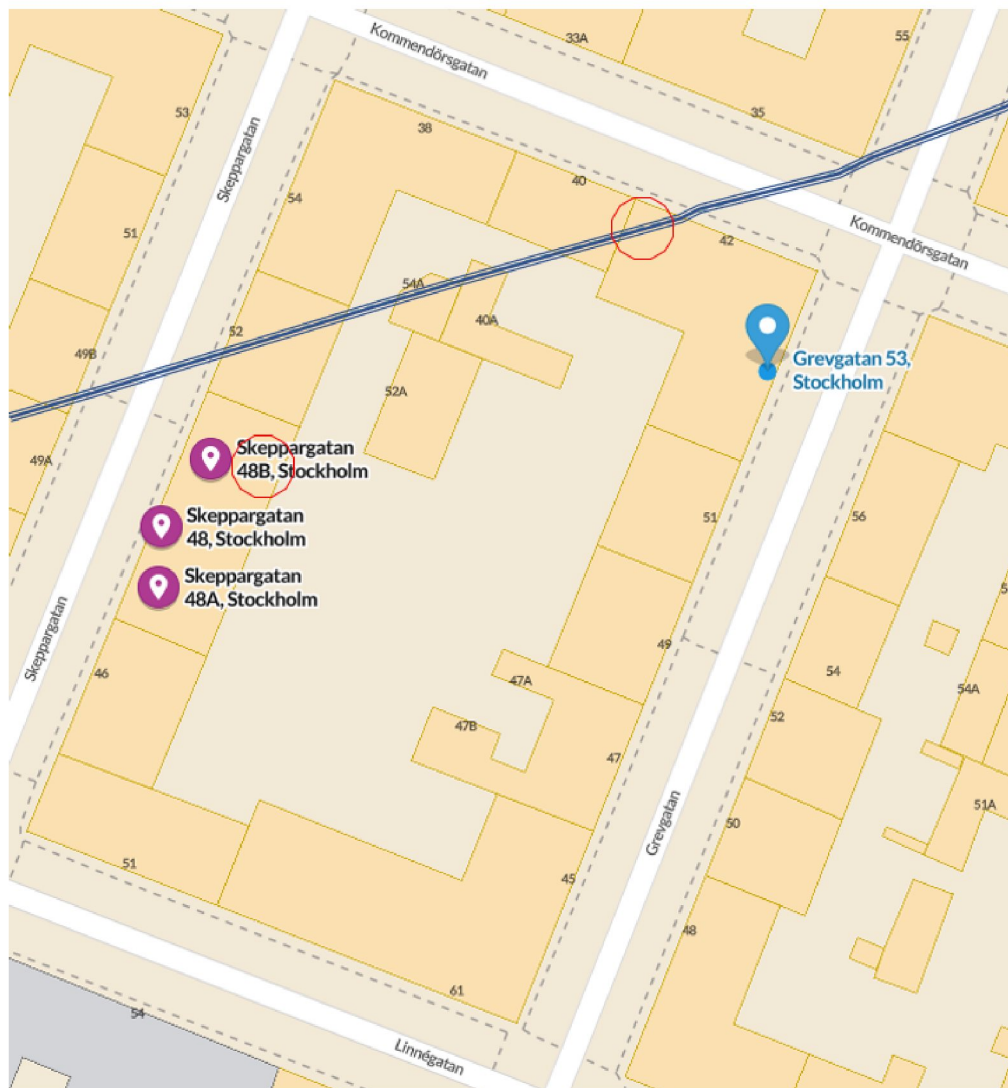 Kommendörsgatan
33A
55
53
35
38
Skeppargatan
40
54
51
42
Kommendörsgatan
54A
40A
52
49B
Grevgatan 53,
Stockholm
52A
49A
Skeppargatan
48B, Stockholm
51
56
Skeppargatan
48, Stockholm
Skeppargatan
48A, Stockholm
Skeppargatan
49
46
47A
54
54A
47B
52
47
51A
50
Grevgatan
51
45
48
61
54
Linnégatan